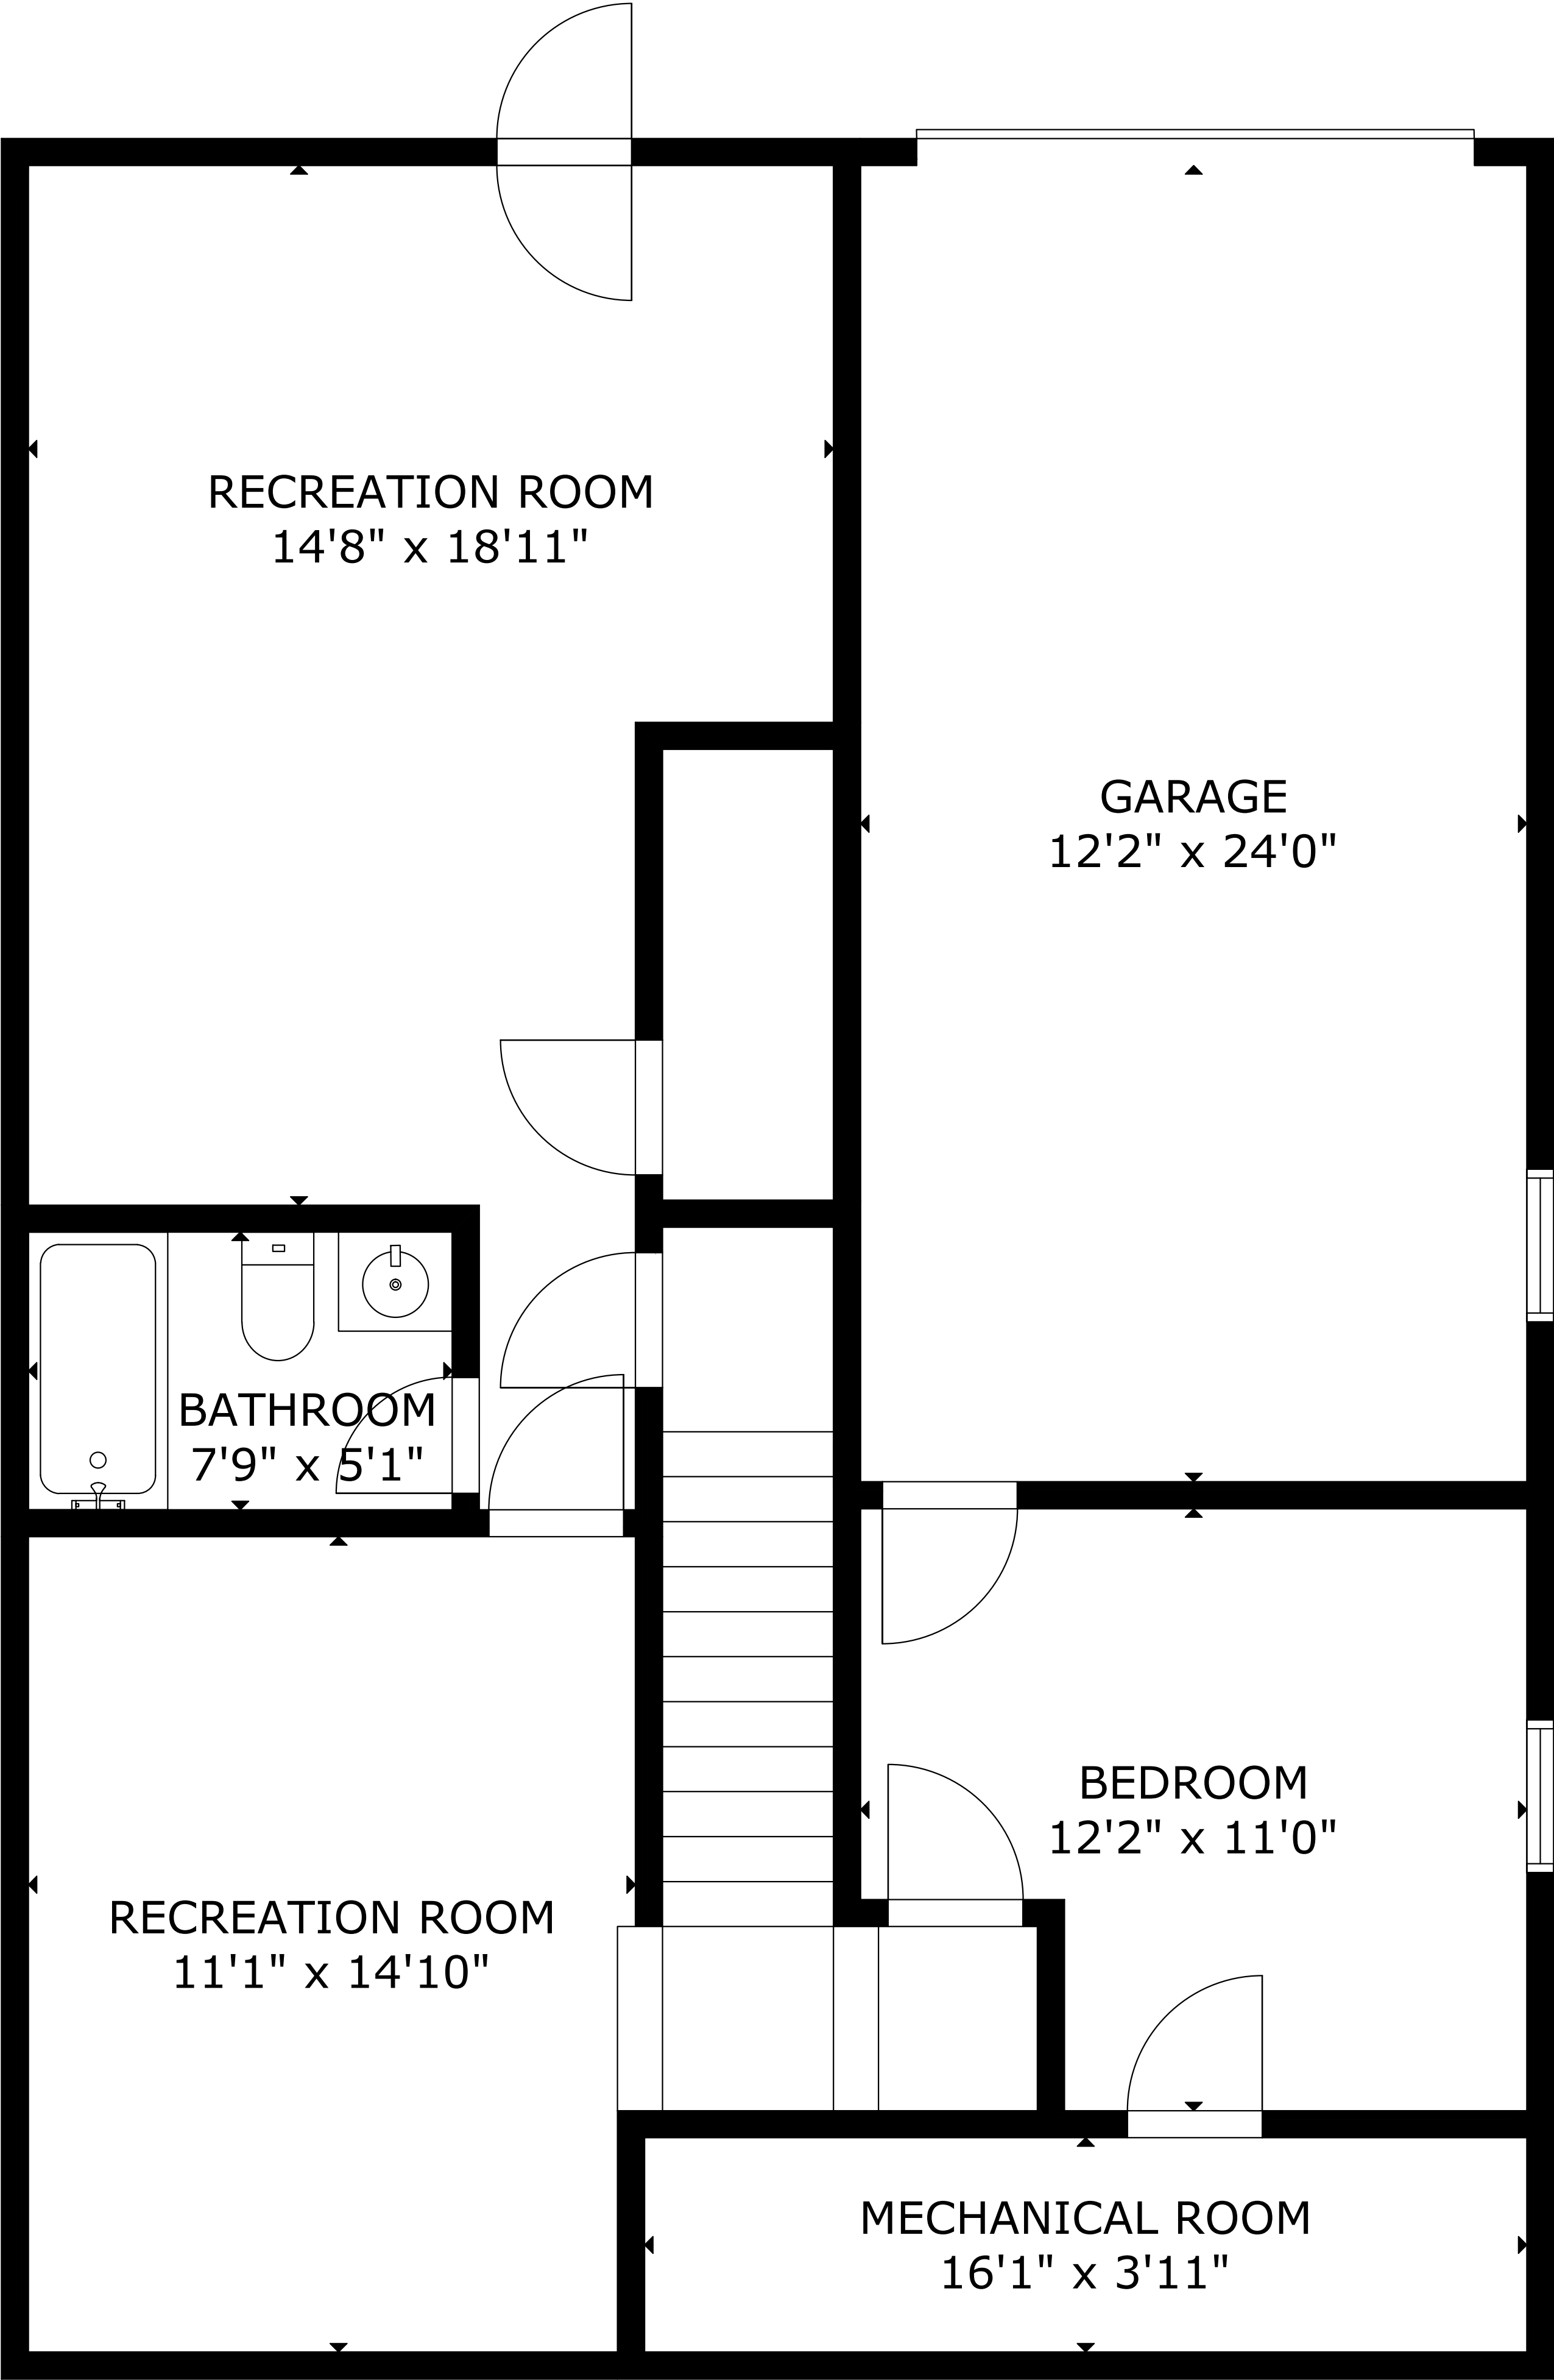 RECREATION ROOM
14'8" x 18'11"
GARAGE
12'2" x 24'0"
BATHROOM
7'9" x 5'1"
BEDROOM
12'2" x 11'0"
RECREATION ROOM
11'1" x 14'10"
MECHANICAL ROOM
16'1" x 3'11"